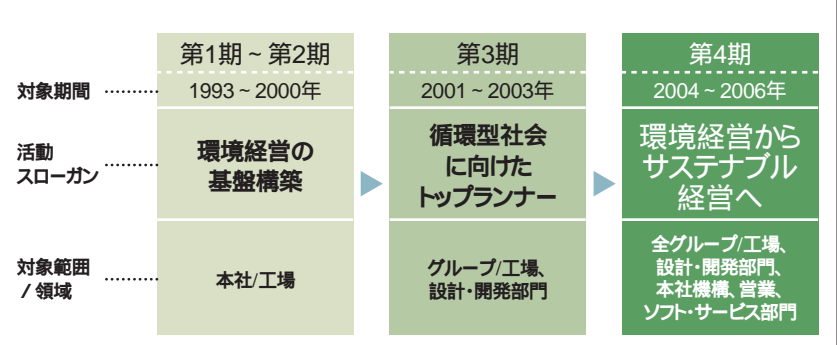 第1期~第2期
第3期
第4期
対象期間 ………
1993~2000年
2001~2003年
2004~2006年
活動
スローガン ………
環境経営の
基盤構築
循環型社会
に向けた
トップランナー
環境経営から
サステナブル
経営へ
対象範囲
/領域 ………
本社/工場
グループ/工場、
設計・開発部門
全グループ/工場、
設計・開発部門、
本社機構、営業、
ソフト・サービス部門